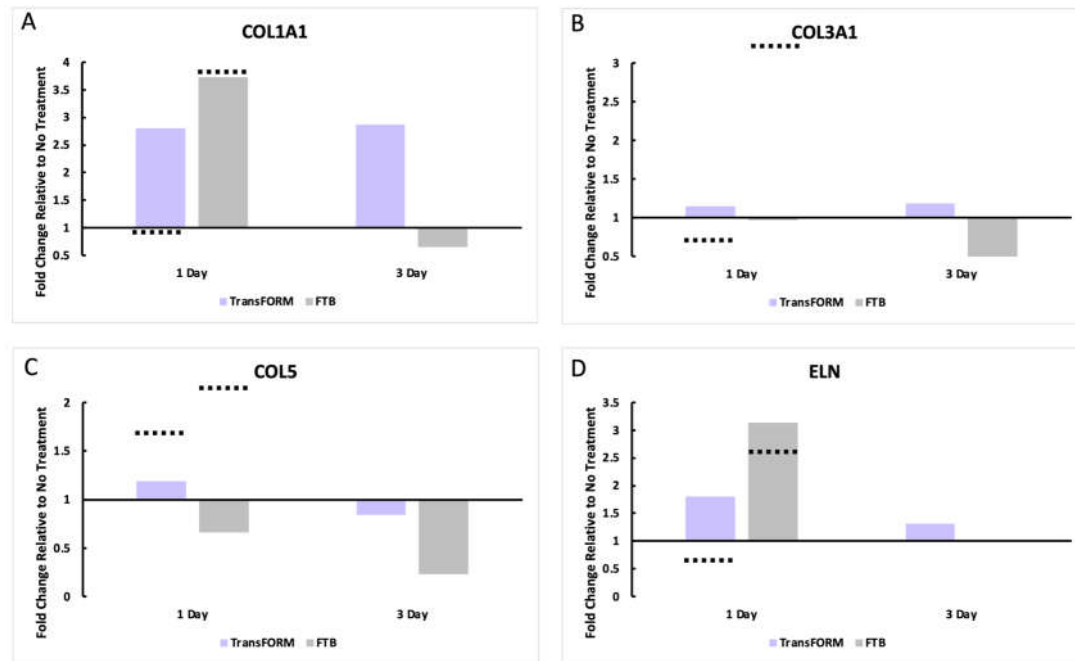 A
COL1A1
Fold Change Relative to No Treatment
4
3.5
3
2.5
2
1.5
1
0.5
1 Day 3 Day
TransFORM FTB
B
COL3A1
Fold Change Relative to No Treatment
3
2.5
2
1.5
1
0.5
1 Day 3 Day
TransFORM FTB
C
COL5
Fold Change Relative to No Treatment
2
1.5
1
0.5
0
1 Day 3 Day
TransFORM FTB
D
ELN
Fold Change Relative to No Treatment
3.5
3
2.5
2
1.5
1
0.5
0
1 Day 3 Day
TransFORM FTB